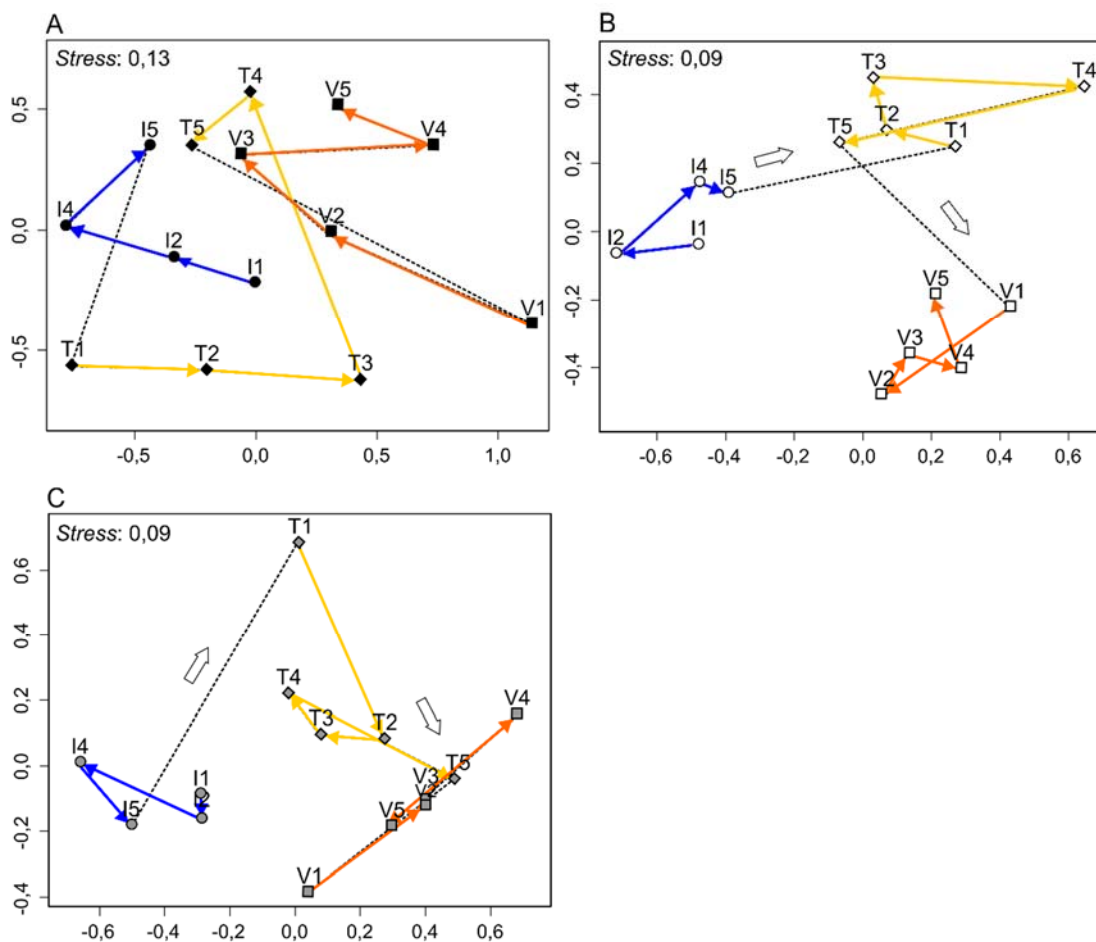 A
Stress: 0,13
T4
V5
V4
I5
T5
V3
I4
I2
V2
I1
V1
T1
T2
T3
0,5
0,0
-0,5
-0,5
0,0
0,5
1,0
B
Stress: 0,09
T3
T4
T2
T1
T5
I4
I5
I2
I1
V5
V1
V3
V4
V2
0,4
0,2
0,0
-0,2
-0,4
-0,6
-0,4
-0,2
0,0
0,2
0,4
0,6
C
Stress: 0,09
T1
T4
T3
T2
V4
I4
I1
T5
V3
I5
V5
V1
0,6
0,4
0,2
0,0
-0,2
-0,4
-0,6
-0,4
-0,2
0,0
0,2
0,4
0,6